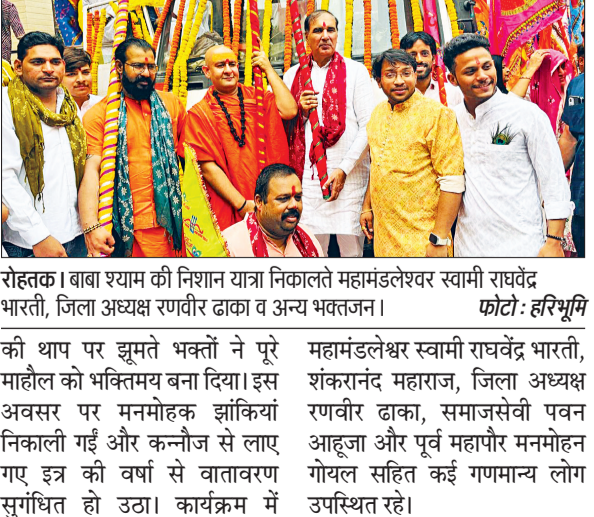 रोहतक। बाबा श्याम की निशान यात्रा निकालते महामंडलेश्वर स्वामी राघवेंद्र
भारती, जिला अध्यक्ष रणवीर ढाका व अन्य भक्तजन। फोटो : हरिभूमि
की थाप पर झूमते भक्तों ने पूरे
माहौल को भक्तिमय बना दिया। इस
अवसर पर मनमोहक झांकियां
निकाली गईं और कन्नौज से लाए
गए इत्र की वर्षा से वातावरण
सुगंधित हो उठा। कार्यक्रम में
महामंडलेश्वर स्वामी राघवेंद्र भारती,
शंकरानंद महाराज, जिला अध्यक्ष
रणवीर ढाका, समाजसेवी पवन
आहूजा और पूर्व महापौर मनमोहन
गोयल सहित कई गणमान्य लोग
उपस्थित रहे।